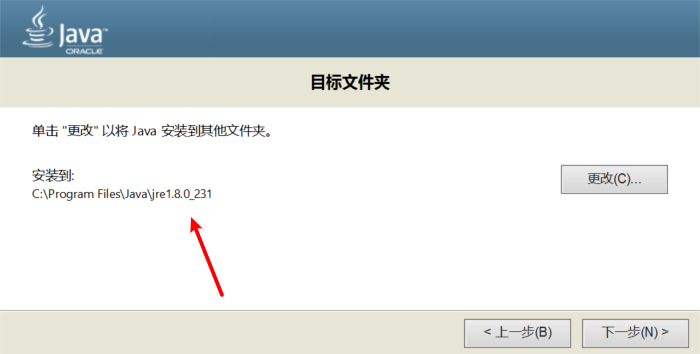 Java
ORACLE
目标文件夹
单击 "更改" 以将 Java 安装到其他文件夹。
安装到:
C:\Program Files\Java\jre1.8.0_231
更改(C)...
< 上一步(B)
下一步(N) >